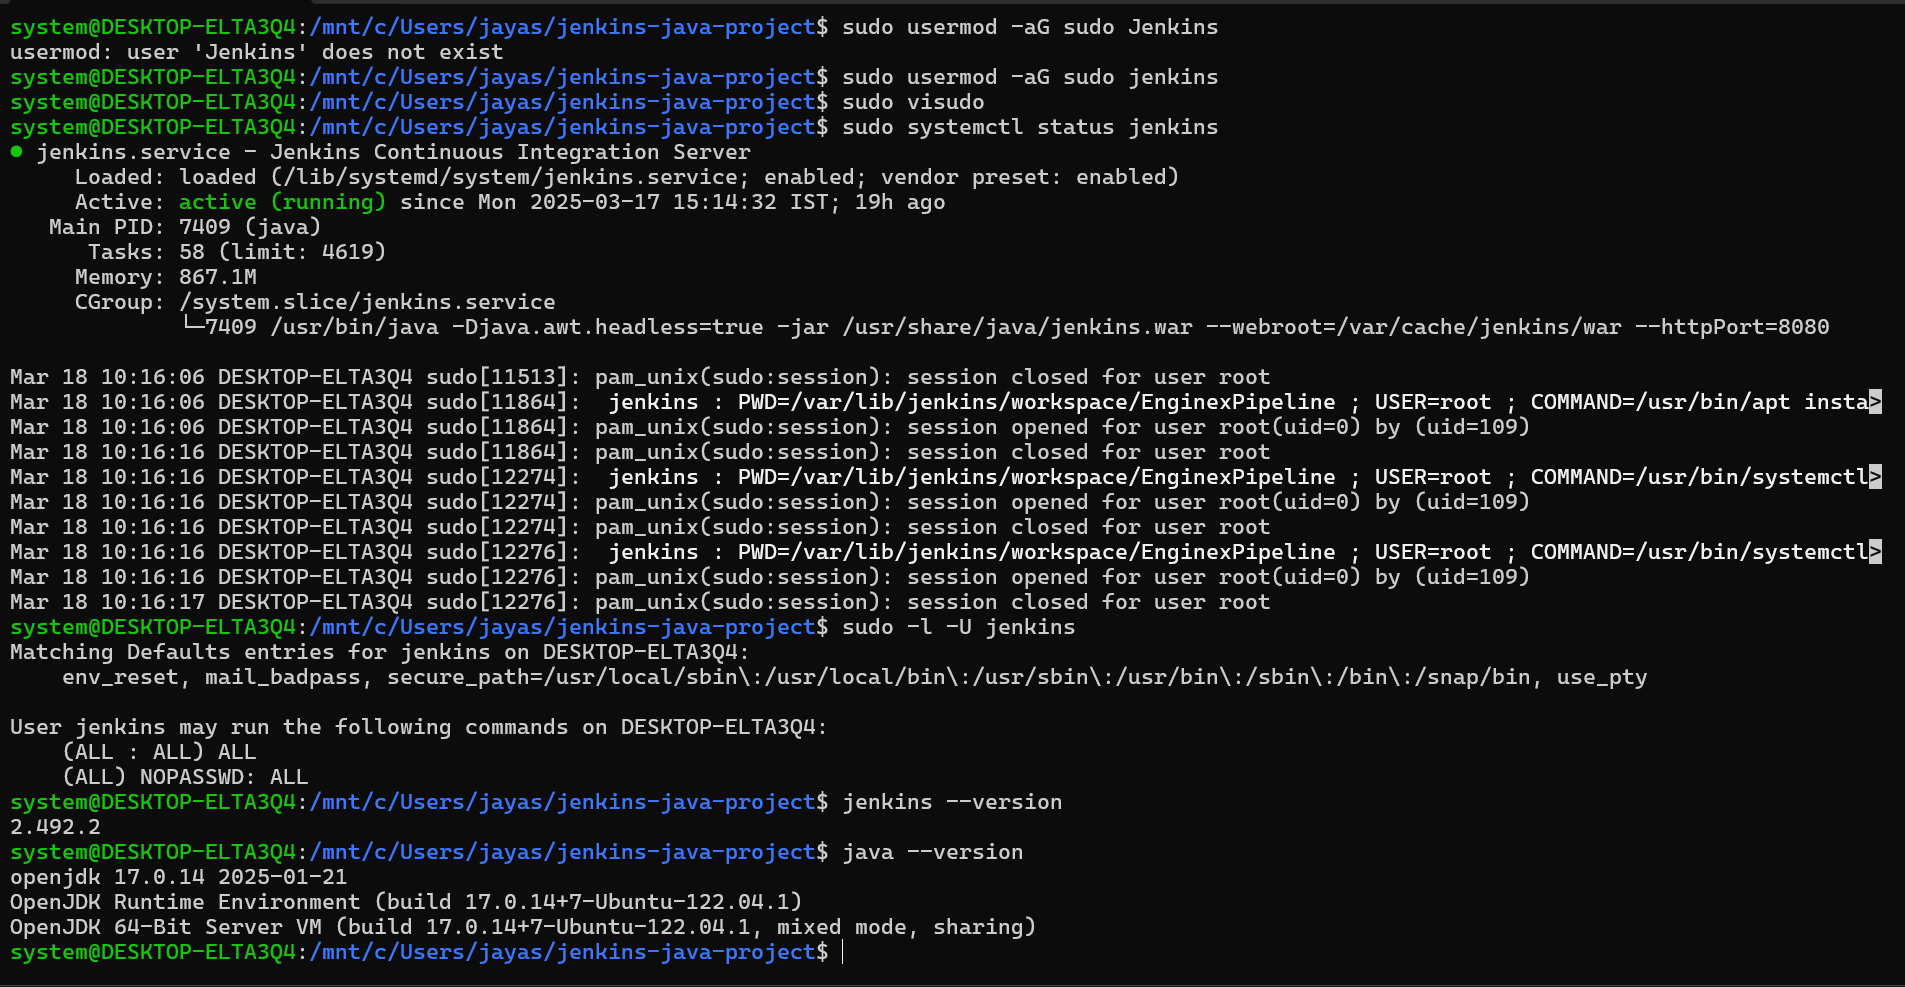 system@DESKTOP-ELTA3Q4:/mnt/c/Users/jayas/jenkins-java-project$ sudo usermod -aG sudo Jenkins
usermod: user 'Jenkins' does not exist
system@DESKTOP-ELTA3Q4:/mnt/c/Users/jayas/jenkins-java-project$ sudo usermod -aG sudo jenkins
system@DESKTOP-ELTA3Q4:/mnt/c/Users/jayas/jenkins-java-project$ sudo visudo
system@DESKTOP-ELTA3Q4:/mnt/c/Users/jayas/jenkins-java-project$ sudo systemctl status jenkins
● jenkins.service - Jenkins Continuous Integration Server
     Loaded: loaded (/lib/systemd/system/jenkins.service; enabled; vendor preset: enabled)
     Active: active (running) since Mon 2025-03-17 15:14:32 IST; 19h ago
   Main PID: 7409 (java)
      Tasks: 58 (limit: 4619)
     Memory: 867.1M
     CGroup: /system.slice/jenkins.service
             └─7409 /usr/bin/java -Djava.awt.headless=true -jar /usr/share/java/jenkins.war --webroot=/var/cache/jenkins/war --httpPort=8080

Mar 18 10:16:06 DESKTOP-ELTA3Q4 sudo[11513]: pam_unix(sudo:session): session closed for user root
Mar 18 10:16:06 DESKTOP-ELTA3Q4 sudo[11864]:  jenkins : PWD=/var/lib/jenkins/workspace/EnginexPipeline ; USER=root ; COMMAND=/usr/bin/apt insta>
Mar 18 10:16:06 DESKTOP-ELTA3Q4 sudo[11864]: pam_unix(sudo:session): session opened for user root(uid=0) by (uid=109)
Mar 18 10:16:16 DESKTOP-ELTA3Q4 sudo[11864]: pam_unix(sudo:session): session closed for user root
Mar 18 10:16:16 DESKTOP-ELTA3Q4 sudo[12274]:  jenkins : PWD=/var/lib/jenkins/workspace/EnginexPipeline ; USER=root ; COMMAND=/usr/bin/systemctl>
Mar 18 10:16:16 DESKTOP-ELTA3Q4 sudo[12274]: pam_unix(sudo:session): session opened for user root(uid=0) by (uid=109)
Mar 18 10:16:16 DESKTOP-ELTA3Q4 sudo[12274]: pam_unix(sudo:session): session closed for user root
Mar 18 10:16:16 DESKTOP-ELTA3Q4 sudo[12276]:  jenkins : PWD=/var/lib/jenkins/workspace/EnginexPipeline ; USER=root ; COMMAND=/usr/bin/systemctl>
Mar 18 10:16:16 DESKTOP-ELTA3Q4 sudo[12276]: pam_unix(sudo:session): session opened for user root(uid=0) by (uid=109)
Mar 18 10:16:17 DESKTOP-ELTA3Q4 sudo[12276]: pam_unix(sudo:session): session closed for user root
system@DESKTOP-ELTA3Q4:/mnt/c/Users/jayas/jenkins-java-project$ sudo -l -U jenkins
Matching Defaults entries for jenkins on DESKTOP-ELTA3Q4:
    env_reset, mail_badpass, secure_path=/usr/local/sbin\:/usr/local/bin\:/usr/sbin\:/usr/bin\:/sbin\:/bin\:/snap/bin, use_pty

User jenkins may run the following commands on DESKTOP-ELTA3Q4:
    (ALL : ALL) ALL
    (ALL) NOPASSWD: ALL
system@DESKTOP-ELTA3Q4:/mnt/c/Users/jayas/jenkins-java-project$ jenkins --version
2.492.2
system@DESKTOP-ELTA3Q4:/mnt/c/Users/jayas/jenkins-java-project$ java --version
openjdk 17.0.14 2025-01-21
OpenJDK Runtime Environment (build 17.0.14+7-Ubuntu-122.04.1)
OpenJDK 64-Bit Server VM (build 17.0.14+7-Ubuntu-122.04.1, mixed mode, sharing)
system@DESKTOP-ELTA3Q4:/mnt/c/Users/jayas/jenkins-java-project$